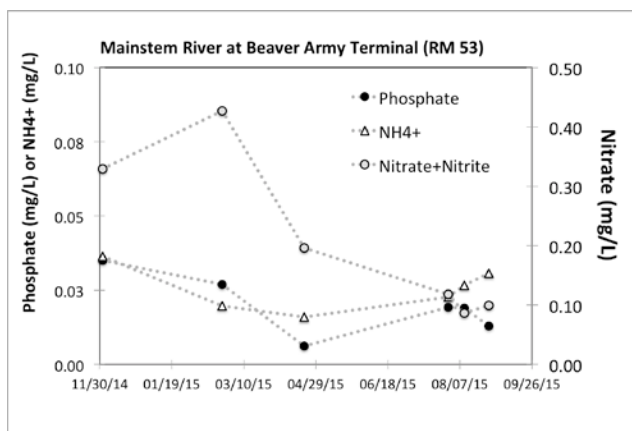 Mainstem River at Beaver Army Terminal (RM 53)
Phosphate (mg/L) or NH4+ (mg/L)
0.10
0.08
0.05
0.03
0.00
Phosphate
NH4+
Nitrate+Nitrite
0.50
0.40
0.30
0.20
0.10
0.00
Nitrate (mg/L)
11/30/14 01/19/15 03/10/15 04/29/15 06/18/15 08/07/15 09/26/15